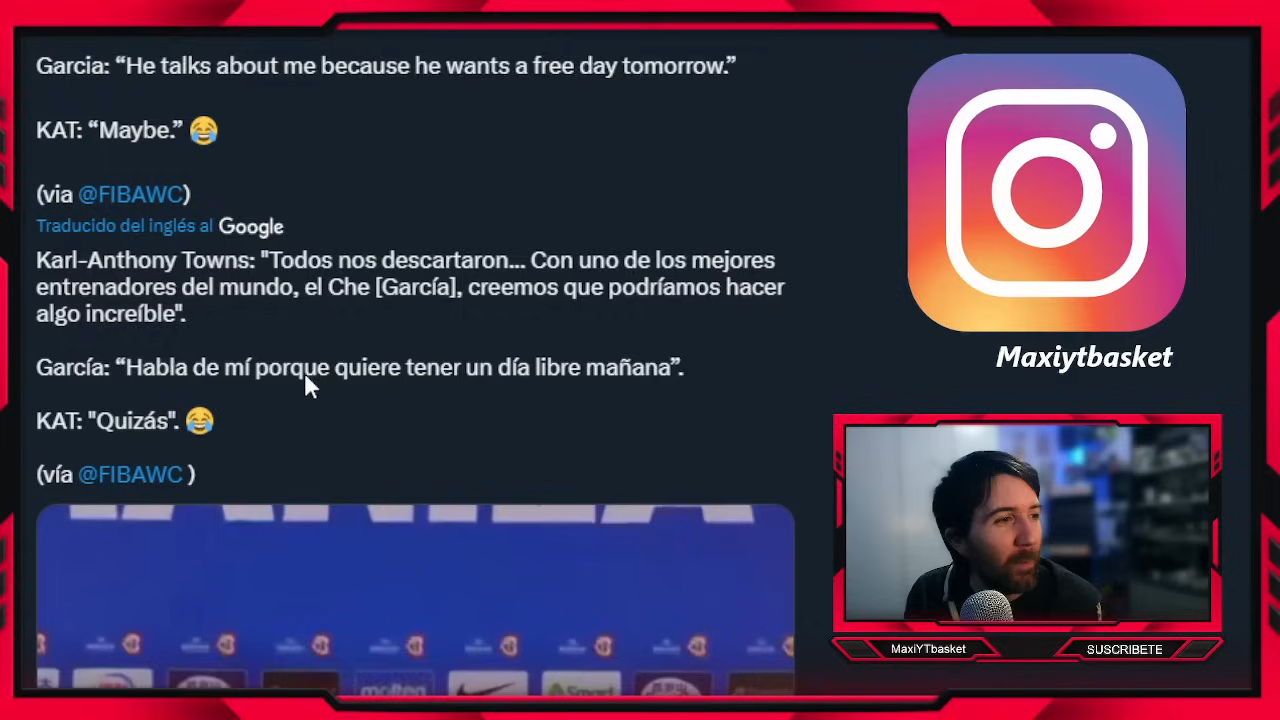 Garcia: “He talks about me because he wants a free day tomorrow.”
KAT: “Maybe.” 😂
(via @FIBAWC)
Traducido del inglés al Google
Karl-Anthony Towns: "Todos nos descartaron... Con uno de los mejores
entrenadores del mundo, el Che [García], creemos que podríamos hacer
algo increíble".
García: “Habla de mí porque quiere tener un día libre mañana”.
KAT: "Quizás". 😂
(vía @FIBAWC )
Maxiytbasket
molten
Smart
MaxiYTbasket
SUSCRIBETE